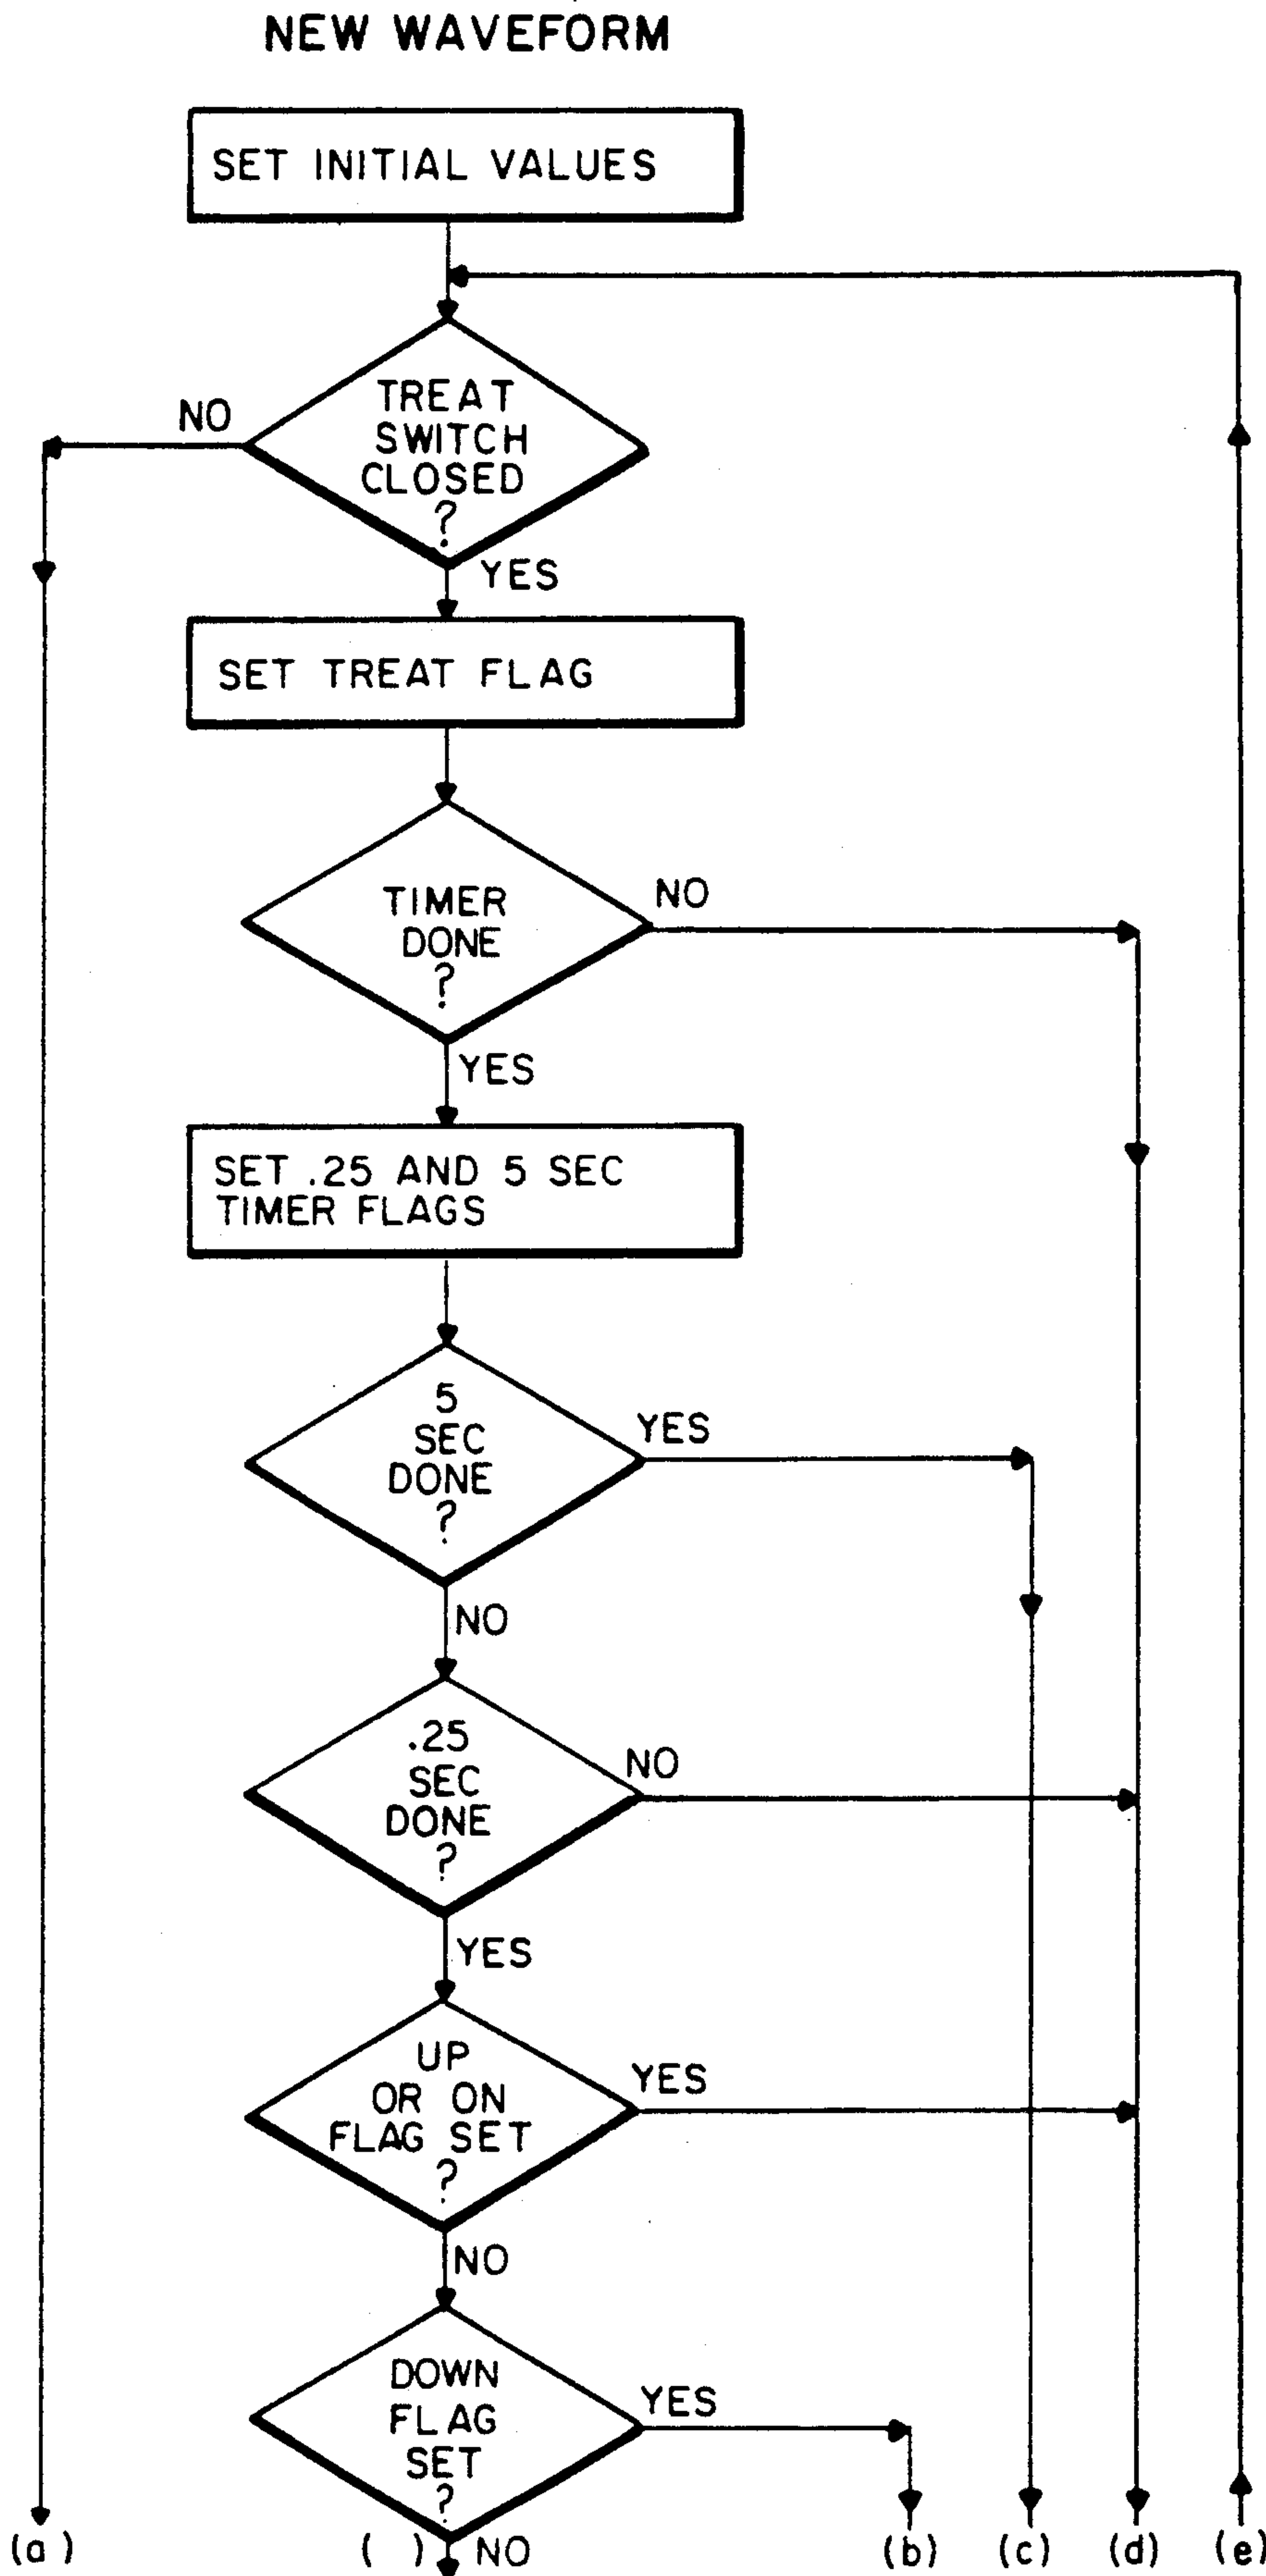 NEW WAVEFORM
SET INITIAL VALUES
NO
TREAT
SWITCH
CLOSED
?
YES
SET TREAT FLAG
TIMER
DONE
?
NO
YES
SET .25 AND 5 SEC
TIMER FLAGS
5
SEC
DONE
?
YES
NO
.25
SEC
DONE
?
NO
YES
UP
OR ON
FLAG SET
?
YES
NO
DOWN
FLAG
SET
?
YES
(a) ( ) NO (b) (c) (d) (e)